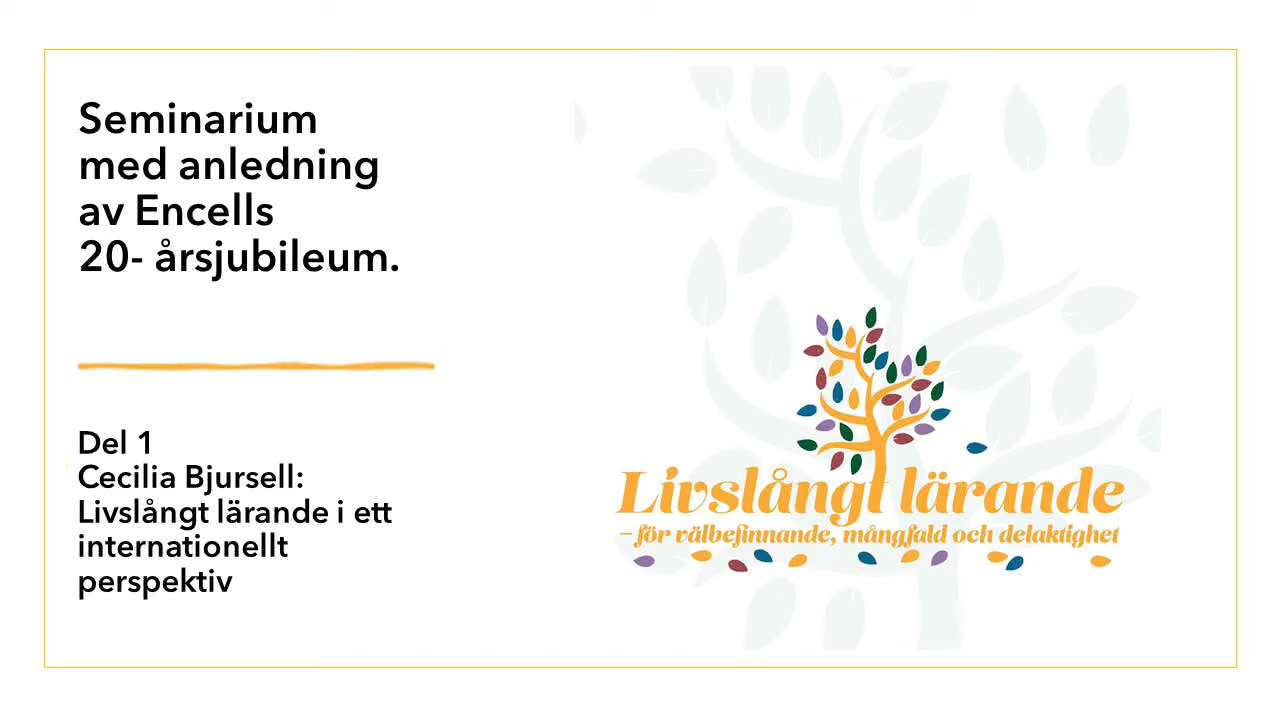 Seminarium
med anledning
av Encells
20- årsjubileum.
Del 1
Cecilia Bjursell:
Livslångt lärande i ett
internationellt
perspektiv
Livslångt lärande
– för välbefinnande, mångfald och delaktighet